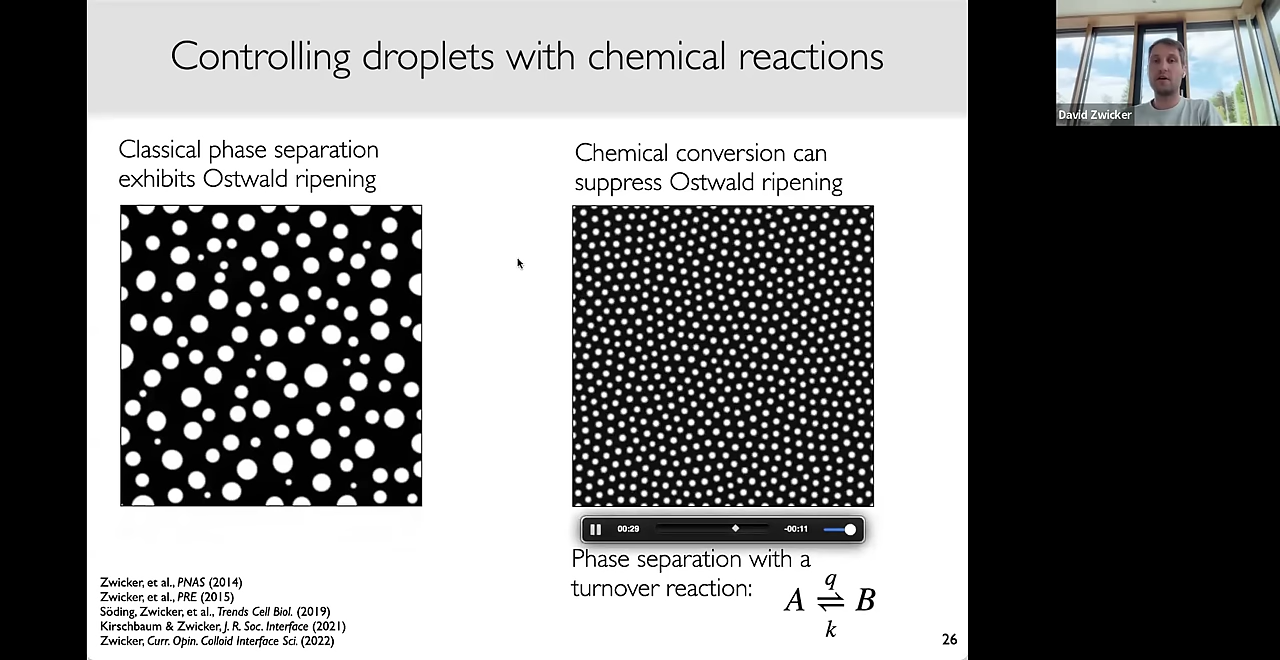 Controlling droplets with chemical reactions
David Zwicker
Classical phase separation
exhibits Ostwald ripening
Chemical conversion can
suppress Ostwald ripening
00:29
-00:11
Phase separation with a
turnover reaction:
q
A ⇌ B
k
Zwicker, et al., PNAS (2014)
Zwicker, et al., PRE (2015)
Söding, Zwicker, et al., Trends Cell Biol. (2019)
Kirschbaum & Zwicker, J. R. Soc. Interface (2021)
Zwicker, Curr. Opin. Colloid Interface Sci. (2022)
26